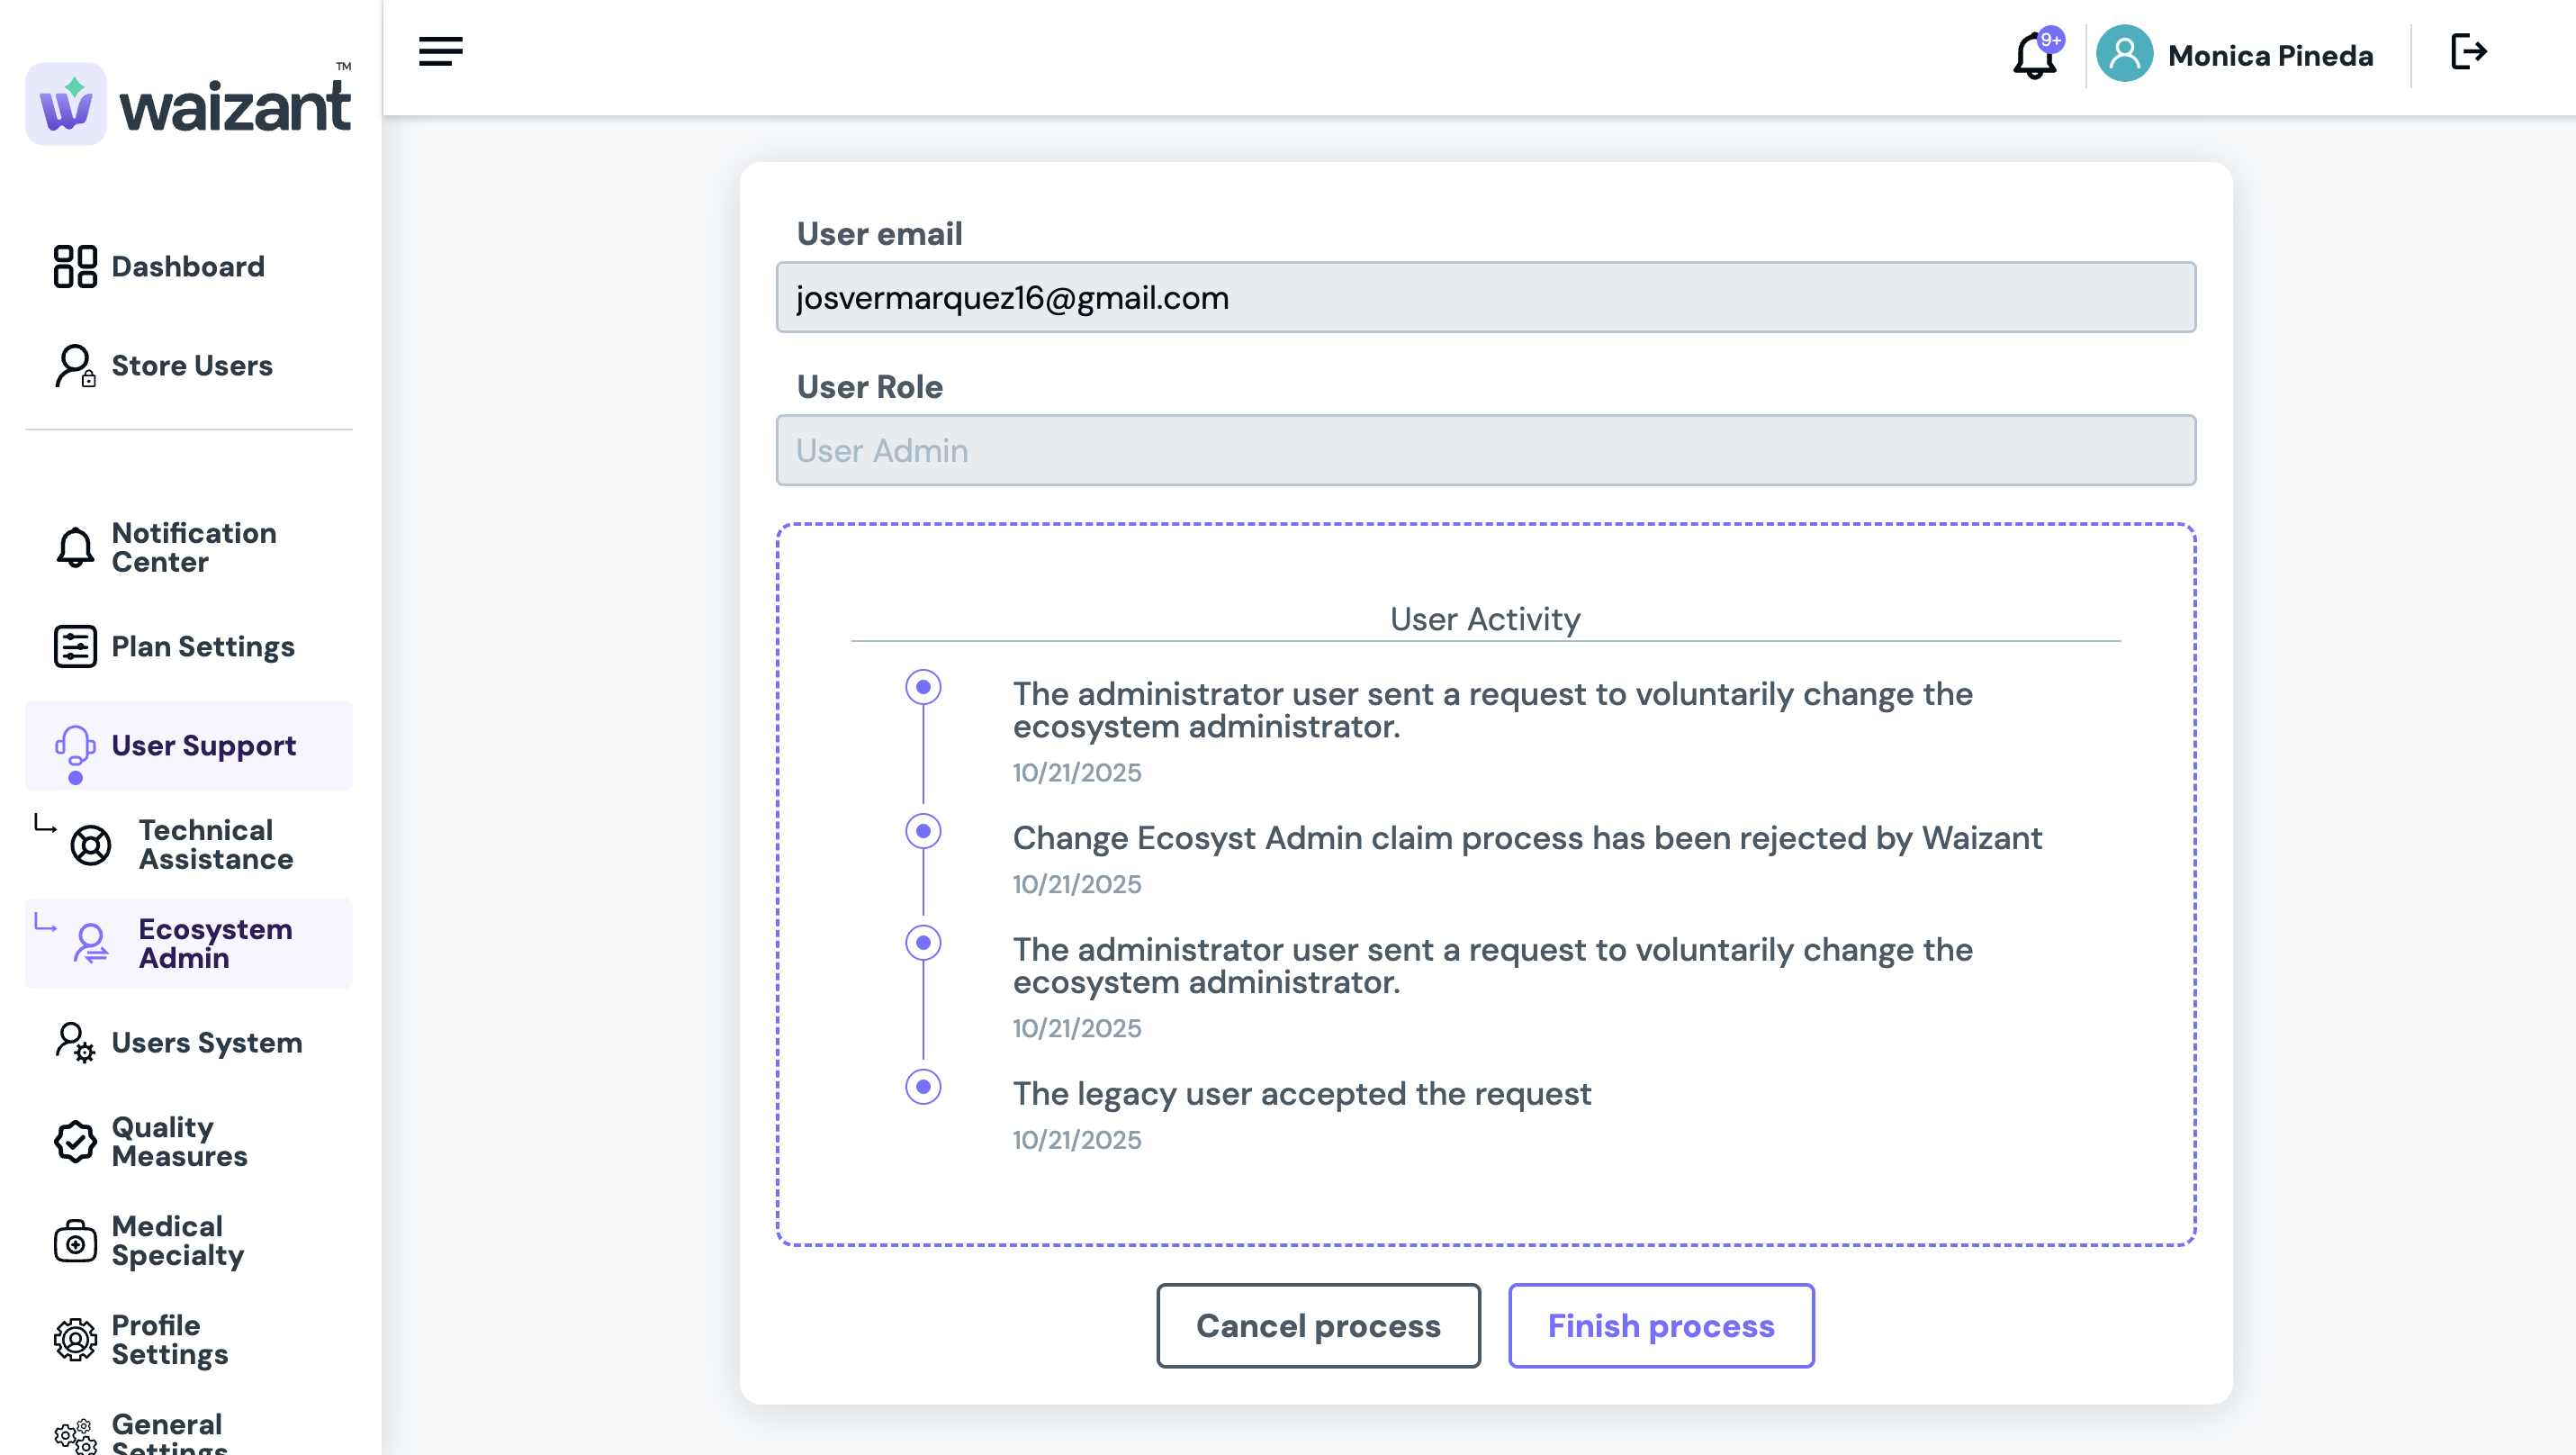 waizant™
9+
Monica Pineda
Dashboard
Store Users
Notification
Center
Plan Settings
User Support
Technical
Assistance
Ecosystem
Admin
Users System
Quality
Measures
Medical
Specialty
Profile
Settings
General
Settings
User email
josvermarquez16@gmail.com
User Role
User Admin
User Activity
The administrator user sent a request to voluntarily change the
ecosystem administrator.
10/21/2025
Change Ecosyst Admin claim process has been rejected by Waizant
10/21/2025
The administrator user sent a request to voluntarily change the
ecosystem administrator.
10/21/2025
The legacy user accepted the request
10/21/2025
Cancel process
Finish process